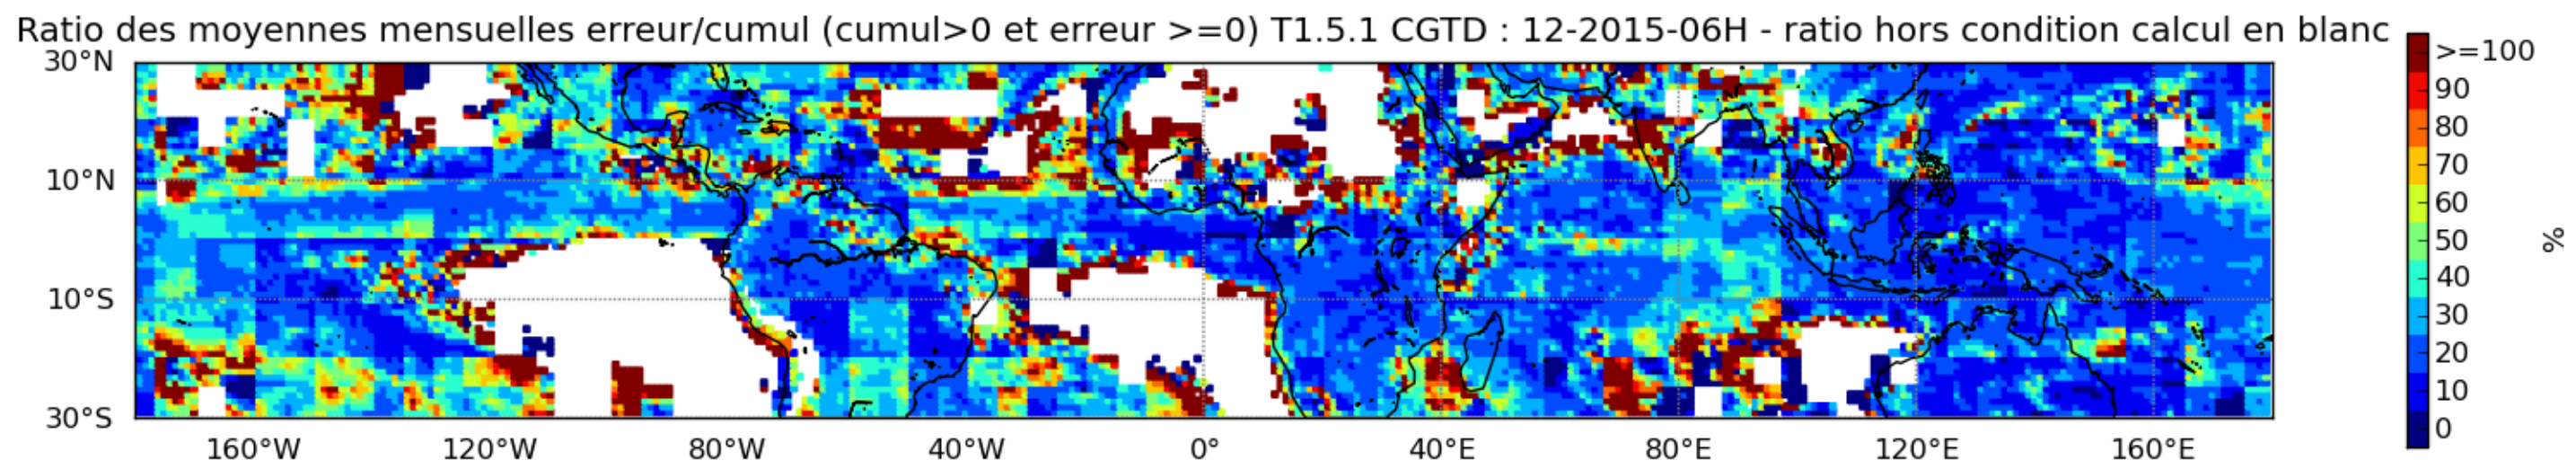 Ratio des moyennes mensuelles erreur/cumul (cumul>0 et erreur >=0) T1.5.1 CGTD : 12-2015-06H - ratio hors condition calcul en blanc
30°N
10°N
10°S
30°S
160°W 120°W 80°W 40°W 0° 40°E 80°E 120°E 160°E
>=100
90
80
70
60
50
40
30
20
10
0
%